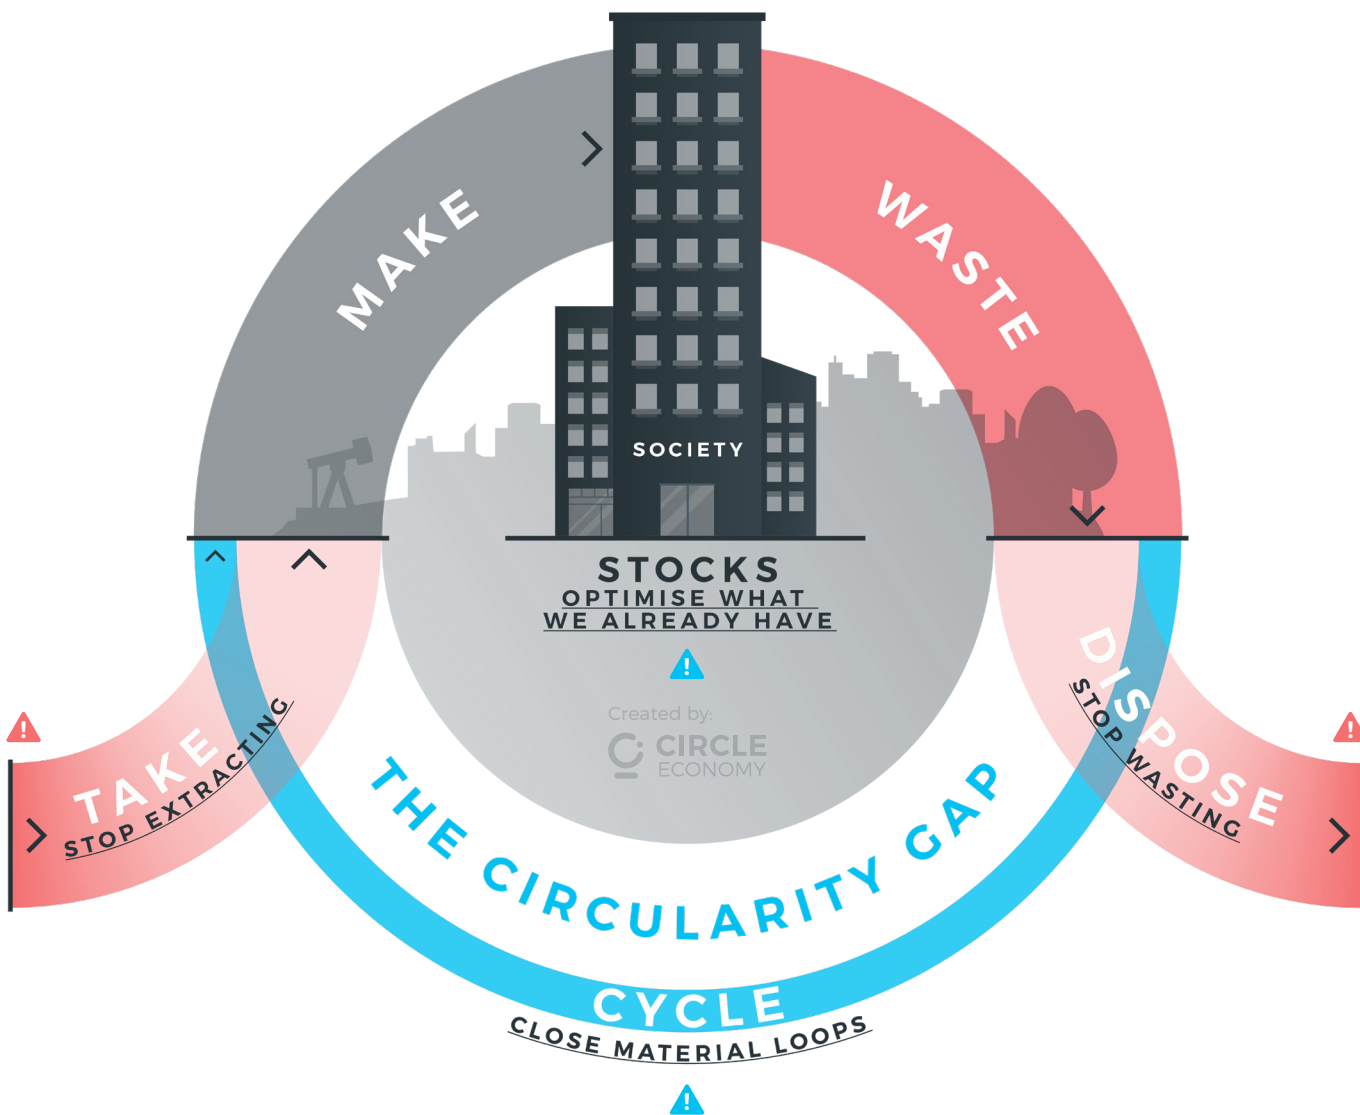 MAKE
WASTE
SOCIETY
STOCKS
OPTIMISE WHAT
WE ALREADY HAVE
!
Created by:
CIRCLE
ECONOMY
!
TAKE
STOP EXTRACTING
!
DISPOSE
STOP WASTING
THE CIRCULARITY GAP
CYCLE
CLOSE MATERIAL LOOPS
!